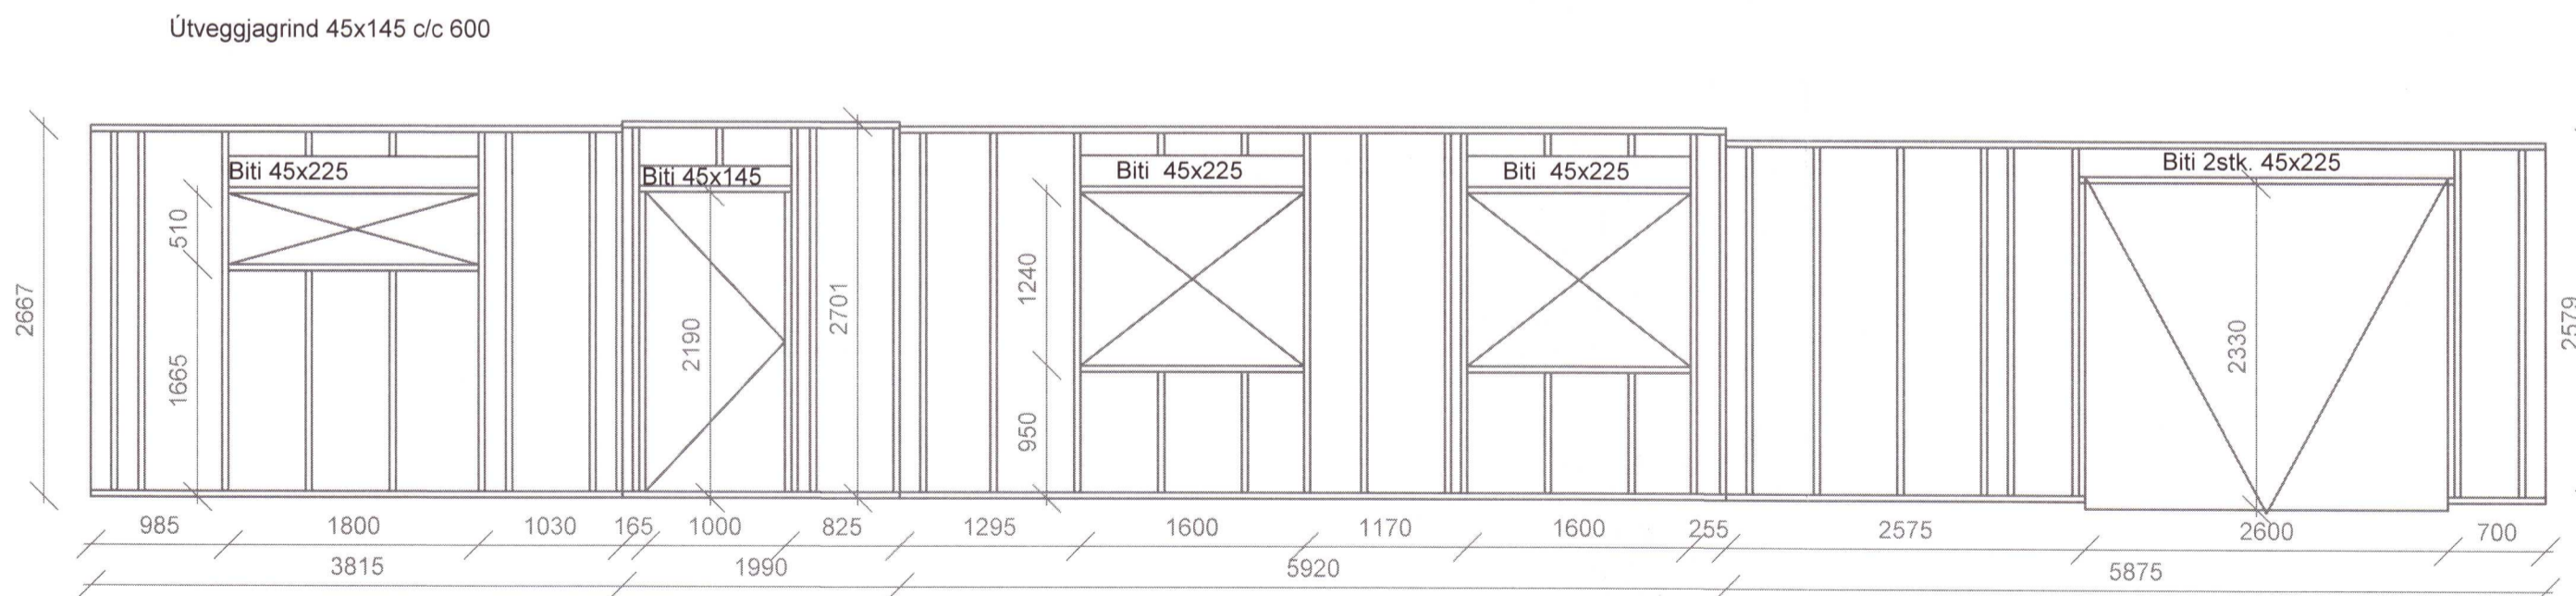 Útveggjagrind 45x145 c/c 600
Biti 45x225
Biti 45x145
Biti 45x225
Biti 45x225
Biti 2stk. 45x225
2667
510
1665
2190
2701
1240
950
2330
2579
985 1800 1030 165 1000 825 1295 1600 1170 1600 255 2575 2600 700
3815 1990 5920 5875